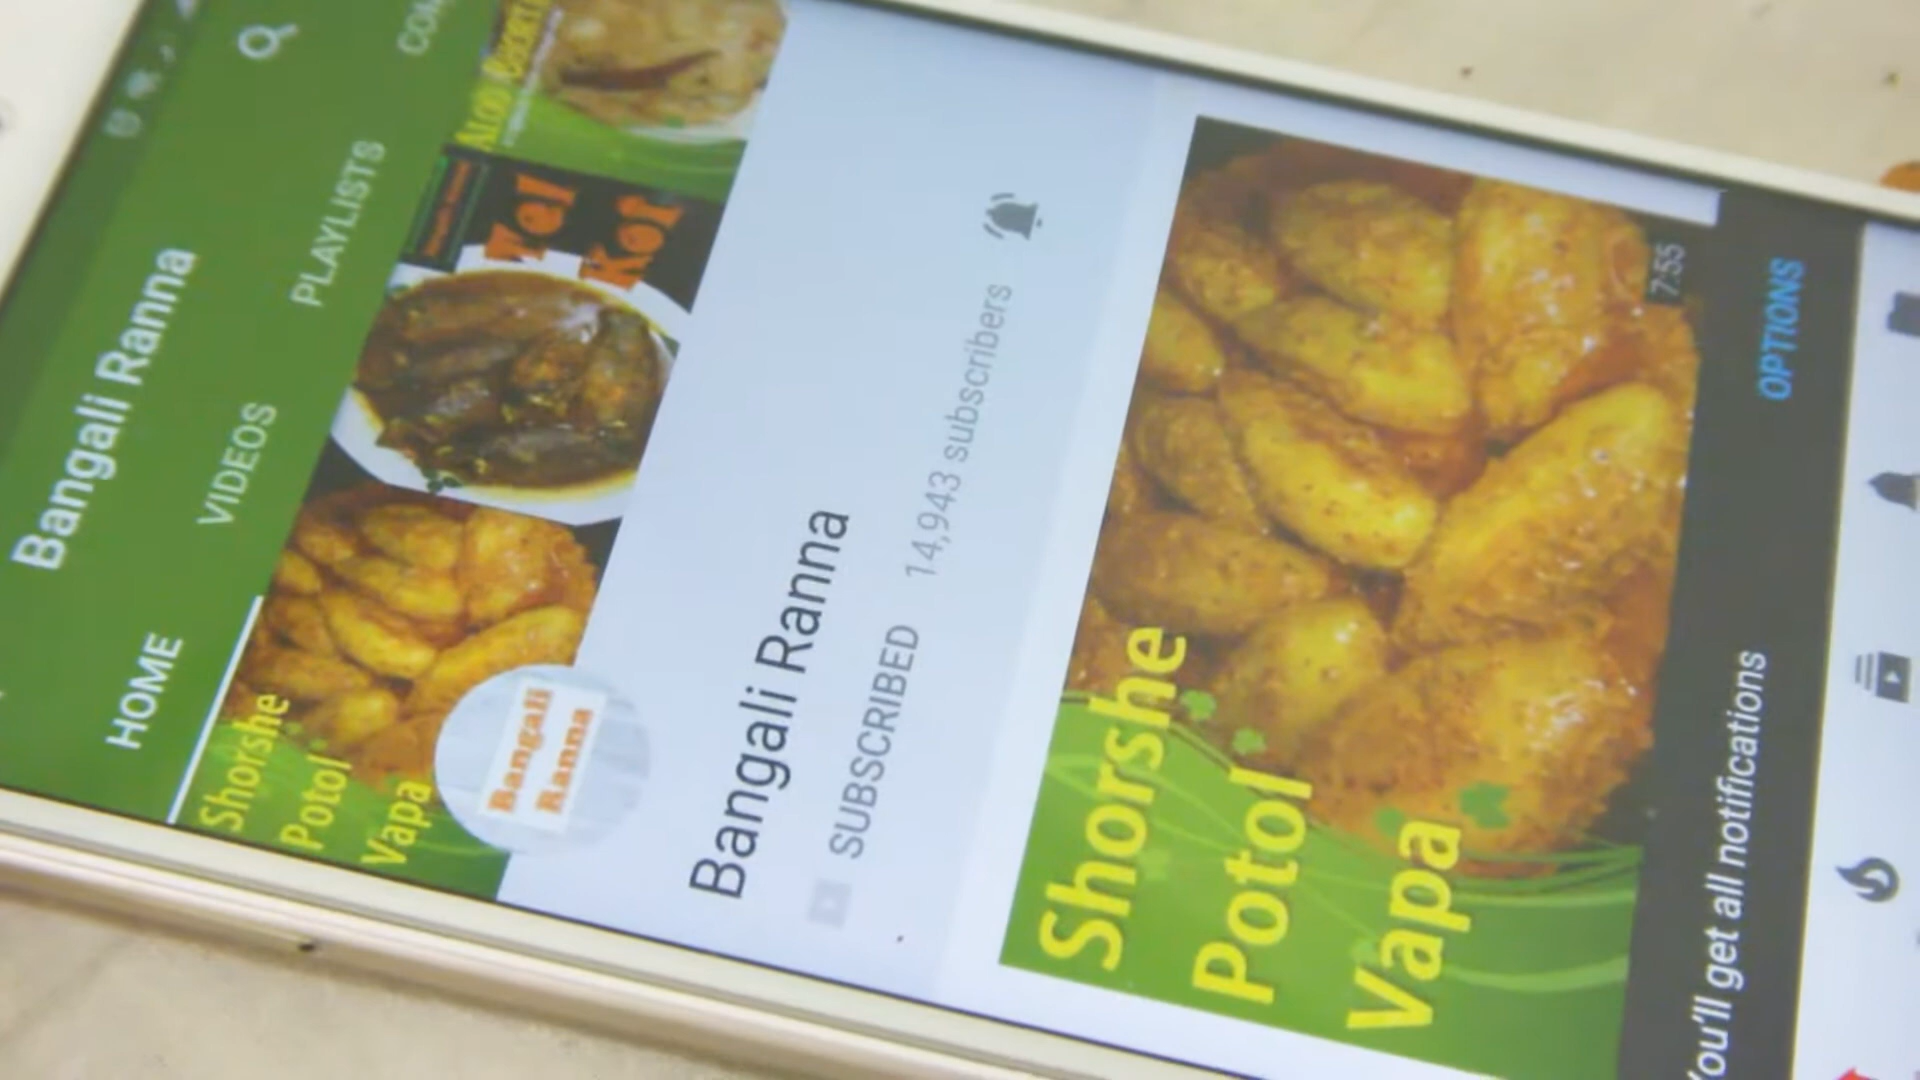 Bangali Ranna
HOME
VIDEOS
PLAYLISTS
Shorshe
Potol
Vapa
Tel
Koi
Bangali
Ranna
Bangali Ranna
SUBSCRIBED 14,943 subscribers
Shorshe
Potol
Vapa
7:55
You'll get all notifications
OPTIONS